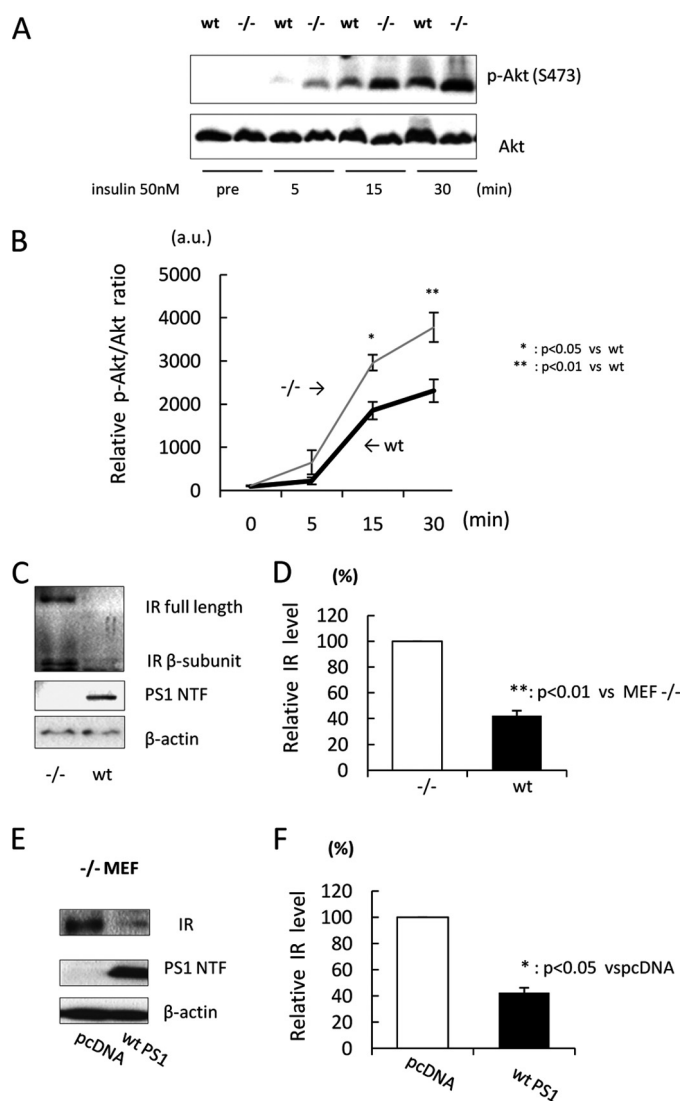 A
wt -/- wt -/- wt -/- wt -/-
p-Akt (S473)
Akt
insulin 50nM pre 5 15 30 (min)
B
(a.u.)
Relative p-Akt/Akt ratio
5000
4000
3000
2000
1000
0
** 
*
-/- →
← wt
0 5 15 30 (min)
* : p<0.05 vs wt
** : p<0.01 vs wt
C
IR full length
IR β-subunit
PS1 NTF
β-actin
-/- wt
D
(%)
Relative IR level
120
100
80
60
40
20
0
**: p<0.01 vs MEF -/-
-/- wt
E
-/- MEF
IR
PS1 NTF
β-actin
pcDNA wt PS1
F
(%)
Relative IR level
120
100
80
60
40
20
0
* : p<0.05 vspcDNA
pcDNA wt PS1